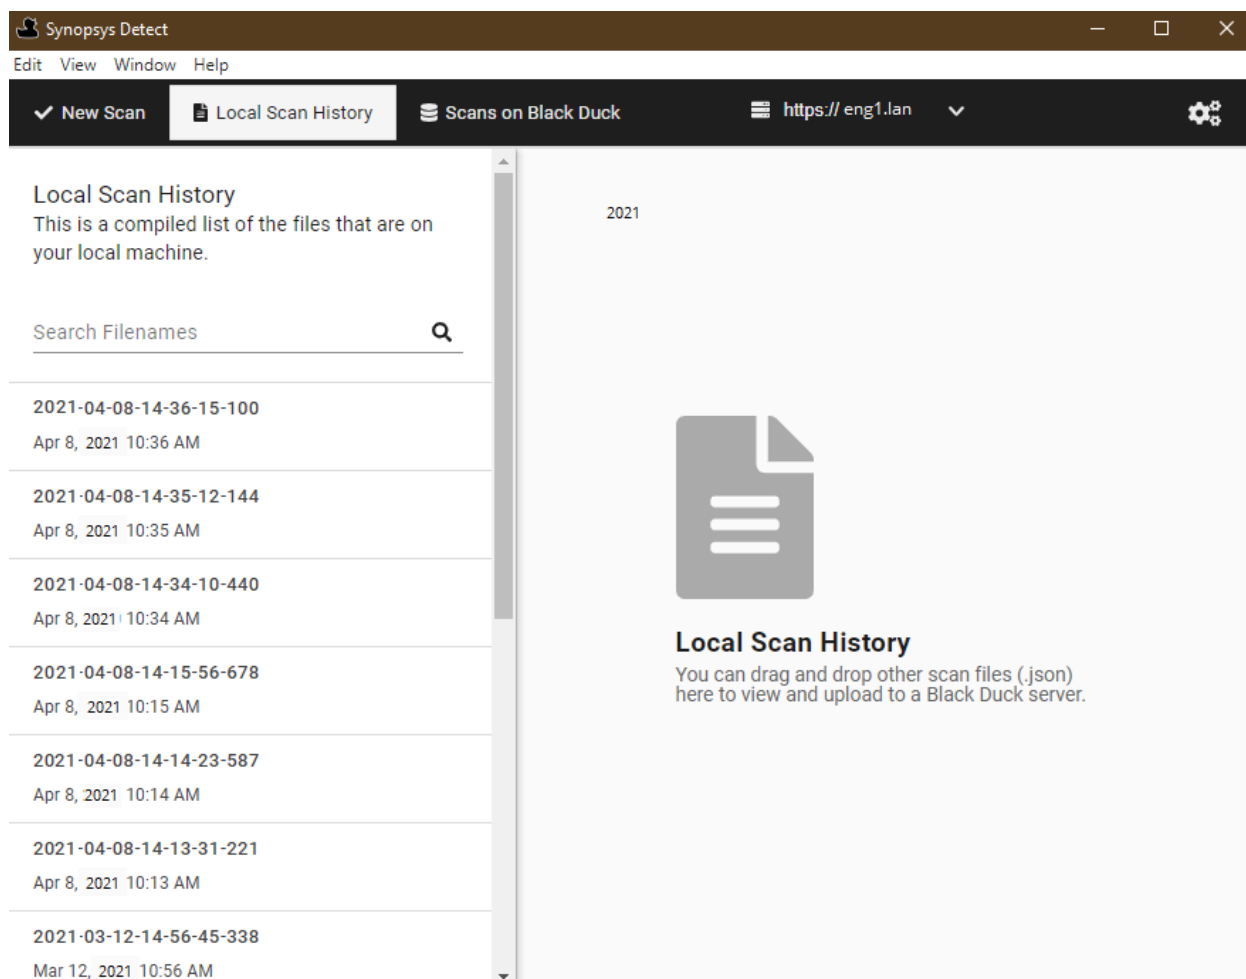 Synopsys Detect
Edit View Window Help
New Scan Local Scan History Scans on Black Duck https:// eng1.lan
Local Scan History
This is a compiled list of the files that are on
your local machine.
Search Filenames
2021-04-08-14-36-15-100
Apr 8, 2021 10:36 AM
2021-04-08-14-35-12-144
Apr 8, 2021 10:35 AM
2021-04-08-14-34-10-440
Apr 8, 2021 10:34 AM
2021-04-08-14-15-56-678
Apr 8, 2021 10:15 AM
2021-04-08-14-14-23-587
Apr 8, 2021 10:14 AM
2021-04-08-14-13-31-221
Apr 8, 2021 10:13 AM
2021-03-12-14-56-45-338
Mar 12, 2021 10:56 AM
2021
Local Scan History
You can drag and drop other scan files (.json)
here to view and upload to a Black Duck server.